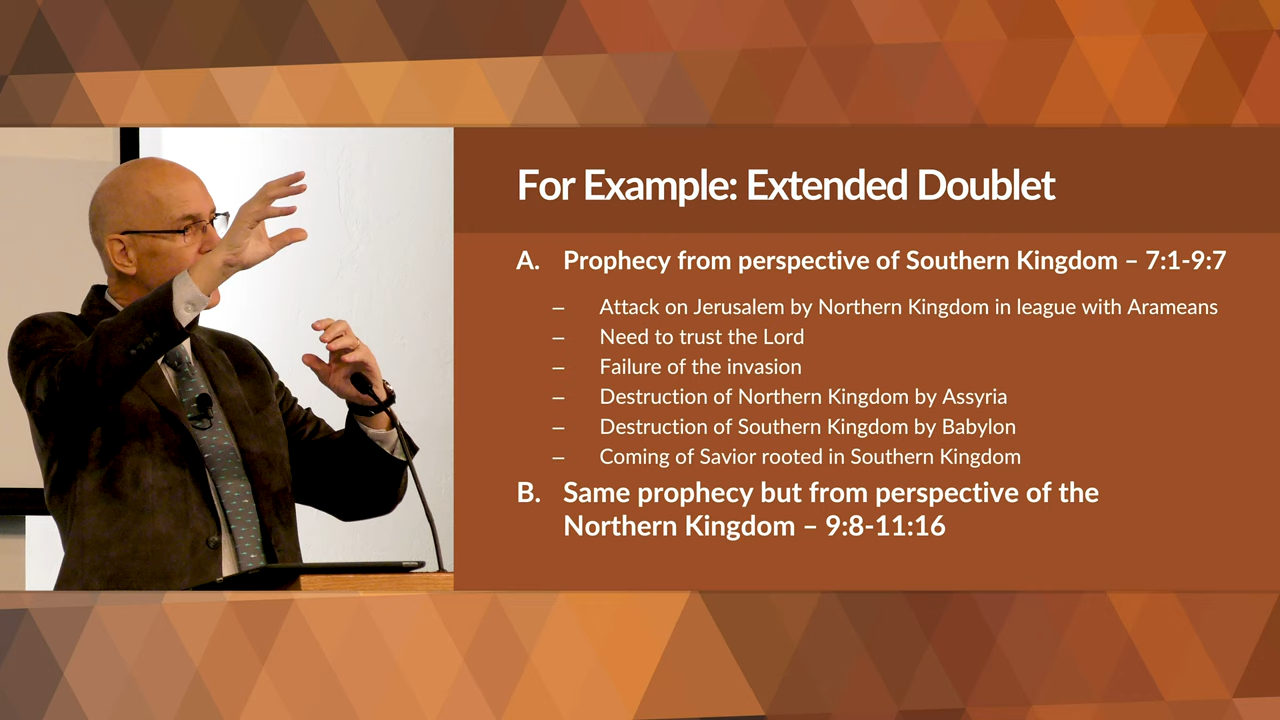 For Example: Extended Doublet
A. Prophecy from perspective of Southern Kingdom – 7:1-9:7
– Attack on Jerusalem by Northern Kingdom in league with Arameans
– Need to trust the Lord
– Failure of the invasion
– Destruction of Northern Kingdom by Assyria
– Destruction of Southern Kingdom by Babylon
– Coming of Savior rooted in Southern Kingdom
B. Same prophecy but from perspective of the
Northern Kingdom – 9:8-11:16